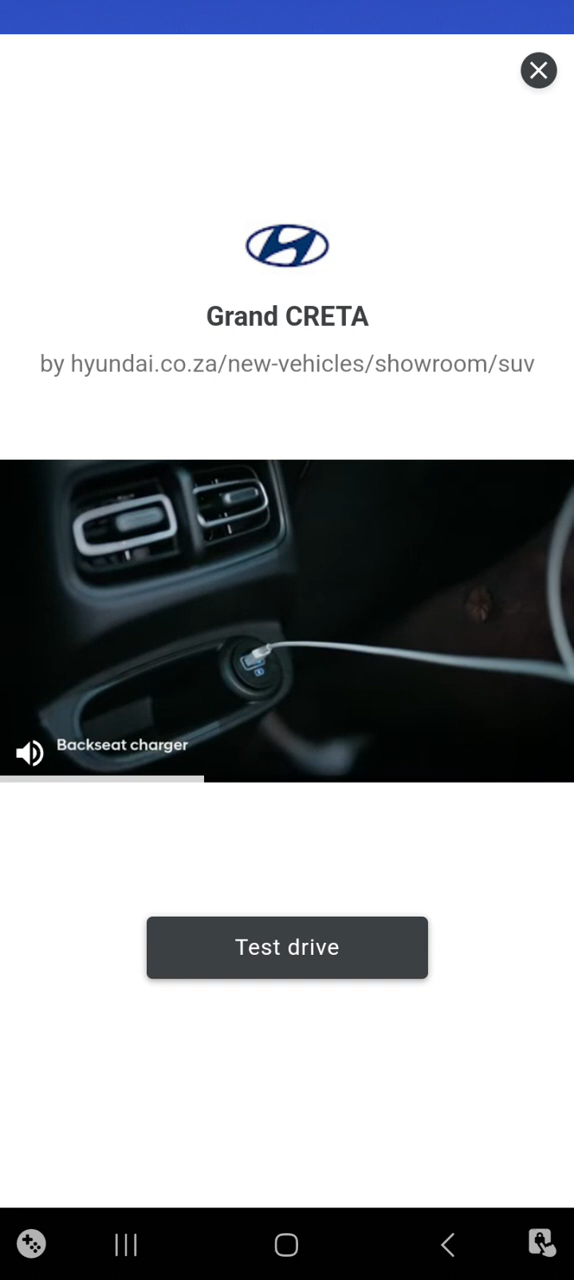 Grand CRETA
by hyundai.co.za/new-vehicles/showroom/suv
Backseat charger
Test drive